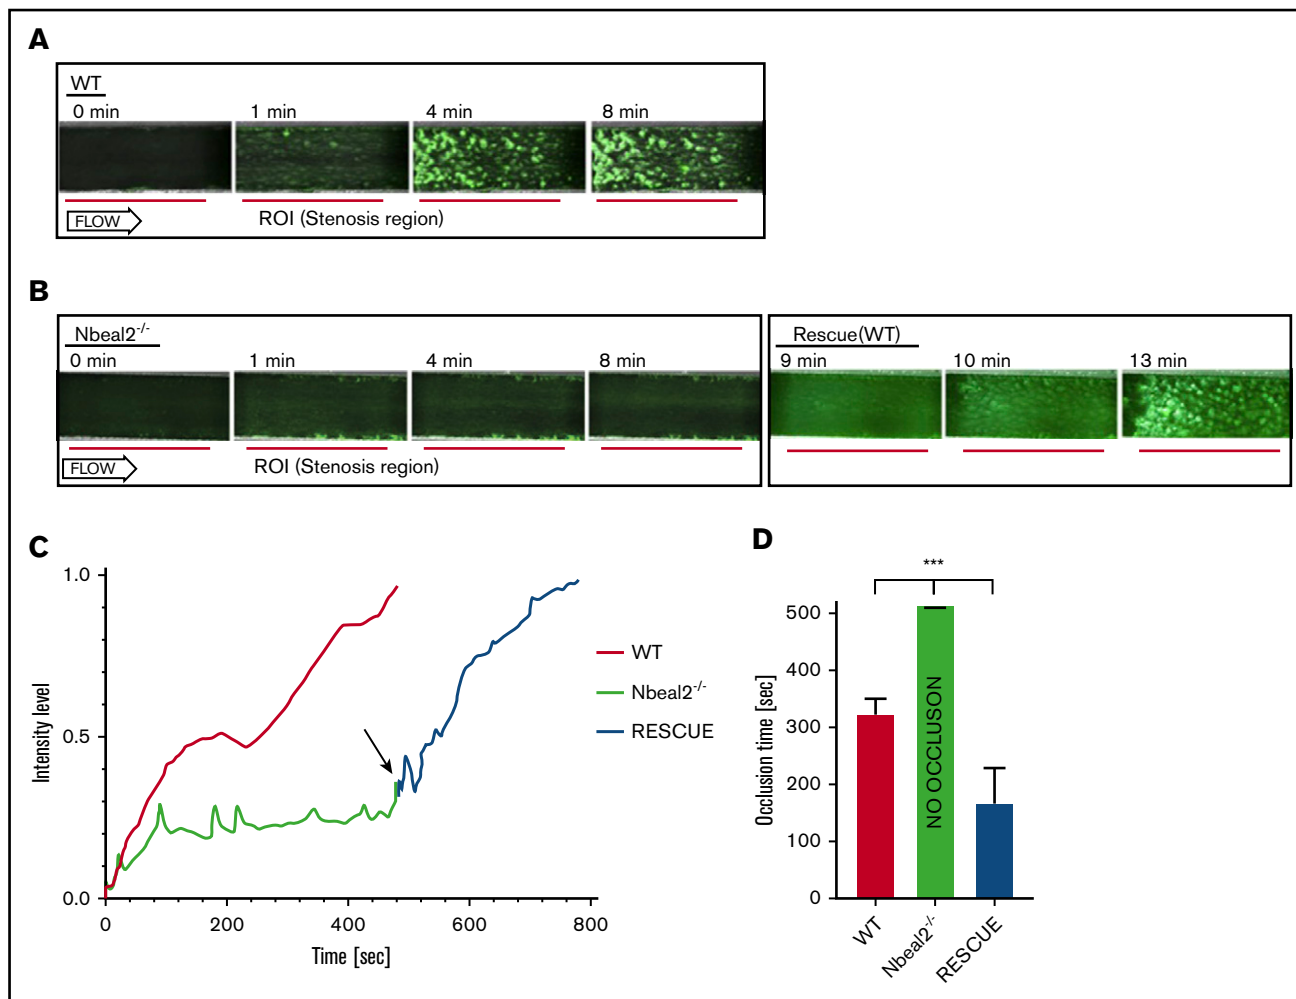 A
WT
0 min 1 min 4 min 8 min
FLOW ROI (Stenosis region)
B
Nbeal2-/- Rescue(WT)
0 min 1 min 4 min 8 min 9 min 10 min 13 min
FLOW ROI (Stenosis region)
C
1.0
0.5
0.0
Intensity level
0 200 400 600 800
Time [sec]
WT
Nbeal2-/-
RESCUE
D
***
500
400
300
200
100
0
Occlusion time [sec]
NO OCCLUSON
WT
Nbeal2-/-
RESCUE